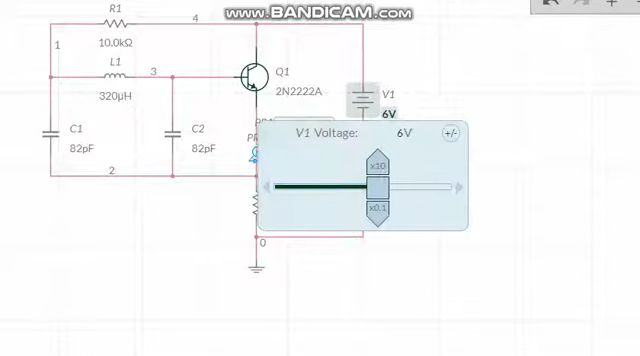 www.BANDICAM.com
R1
4
10.0kΩ
1
L1
3
320µH
Q1
2N2222A
V1
6V
C1
82pF
C2
82pF
PR
V1 Voltage: 6V
+/-
x10
x0.1
2
0